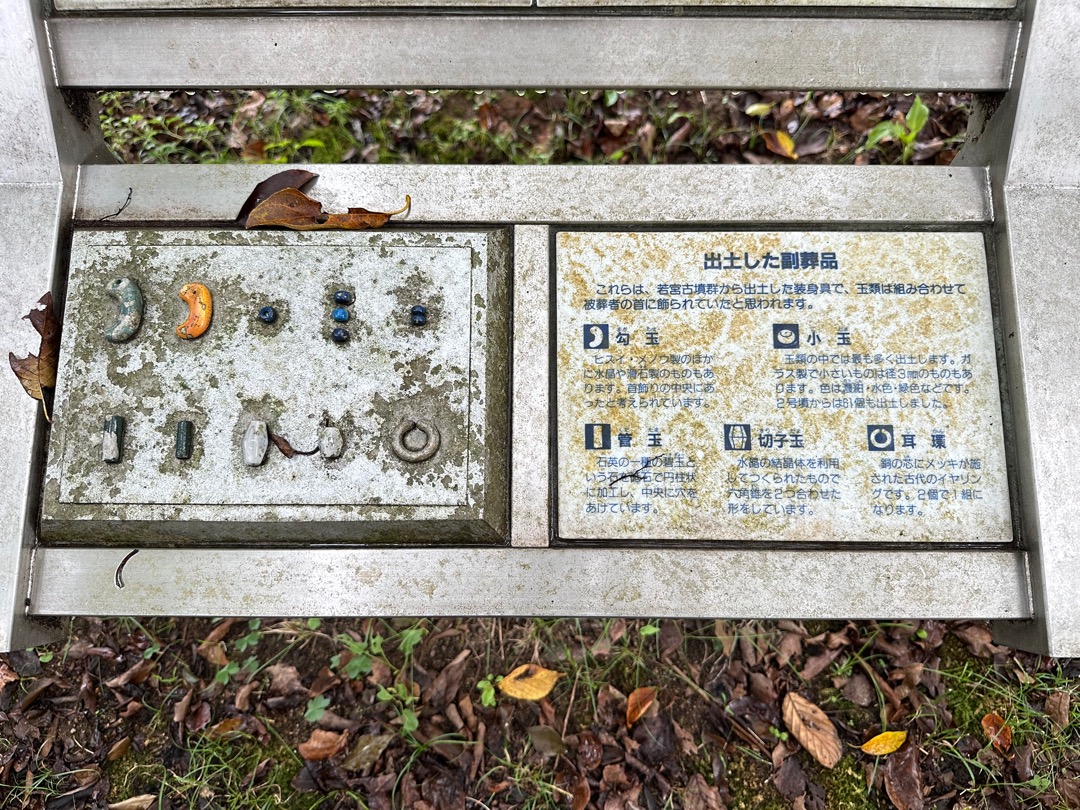 出土した副葬品
これらは、若宮古墳群から出土した装身具で、玉類は組み合わせて
被葬者の首に飾られていたと思われます。
勾玉
ヒスイ・メノウ製のほか
に水晶や滑石製のものもあ
ります。首飾りの中央にあ
ったと考えられています。
小玉
玉類の中では最も多く出土します。ガ
ラス製で小さいものは径3㎜のものもあ
ります。色は濃紺・水色・緑色などです。
2号墳からは81個も出土しました。
管玉
石英の一種の碧玉と
いう石を砥石で円柱状
に加工し、中央に穴を
あけています。
切子玉
水晶の結晶体を利用
してつくられたもので
六角錐を2つ合わせた
形をしています。
耳環
銅の芯にメッキが施
された古代のイヤリン
グです。2個で1組に
なります。